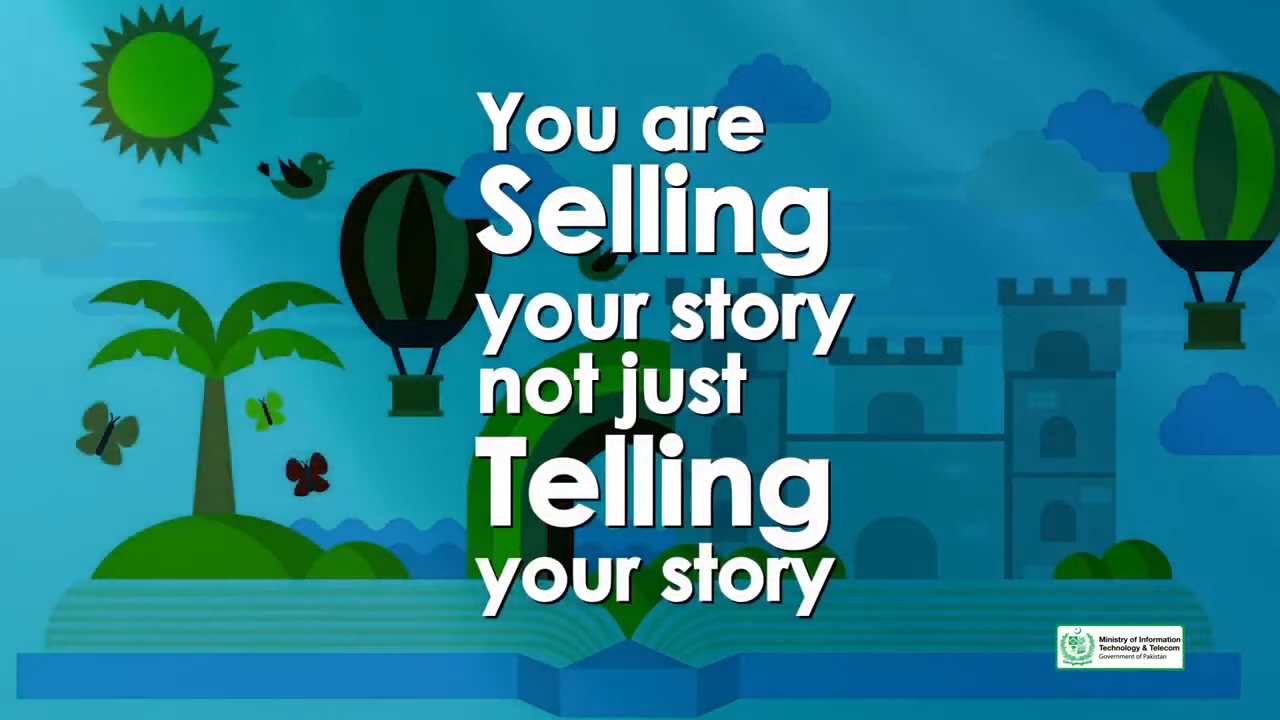 You are
Selling
your story
not just
Telling
your story
Ministry of Information
Technology & Telecom
Government of Pakistan